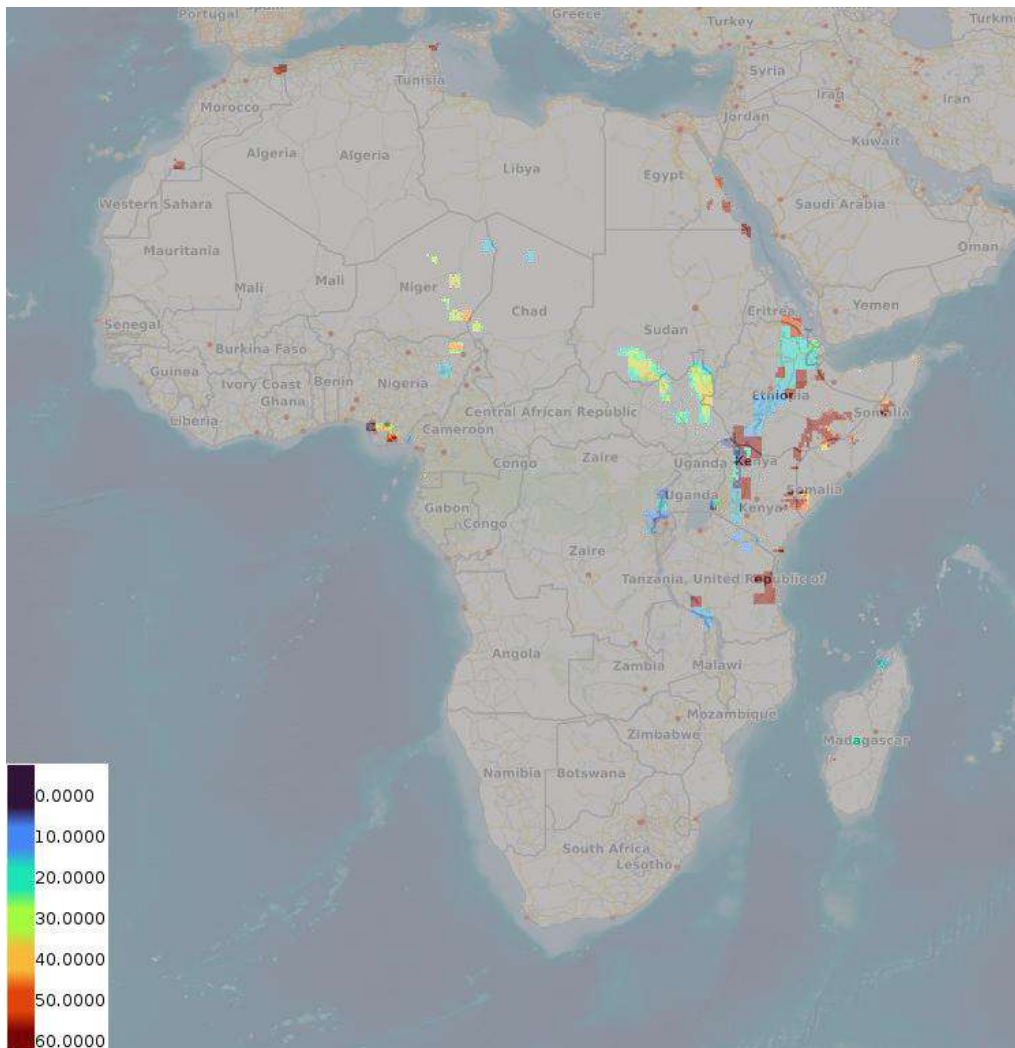 Portugal
Greece
Turkey
Syria
Iraq
Iran
Jordan
Kuwait
Tunisia
Morocco
Algeria
Algeria
Libya
Egypt
Saudi Arabia
Western Sahara
Mauritania
Mali
Mali
Niger
Chad
Sudan
Eritrea
Yemen
Oman
Senegal
Burkina Faso
Guinea
Ivory Coast
Benin
Nigeria
Ghana
Liberia
Cameroon
Central African Republic
Ethiopia
Somalia
Congo
Zaire
Uganda
Kenya
Uganda
Somalia
Gabon
Congo
Kenya
Zaire
Tanzania, United Republic of
Angola
Zambia
Malawi
Mozambique
Zimbabwe
Madagascar
Namibia
Botswana
South Africa
Lesotho
0.0000
10.0000
20.0000
30.0000
40.0000
50.0000
60.0000